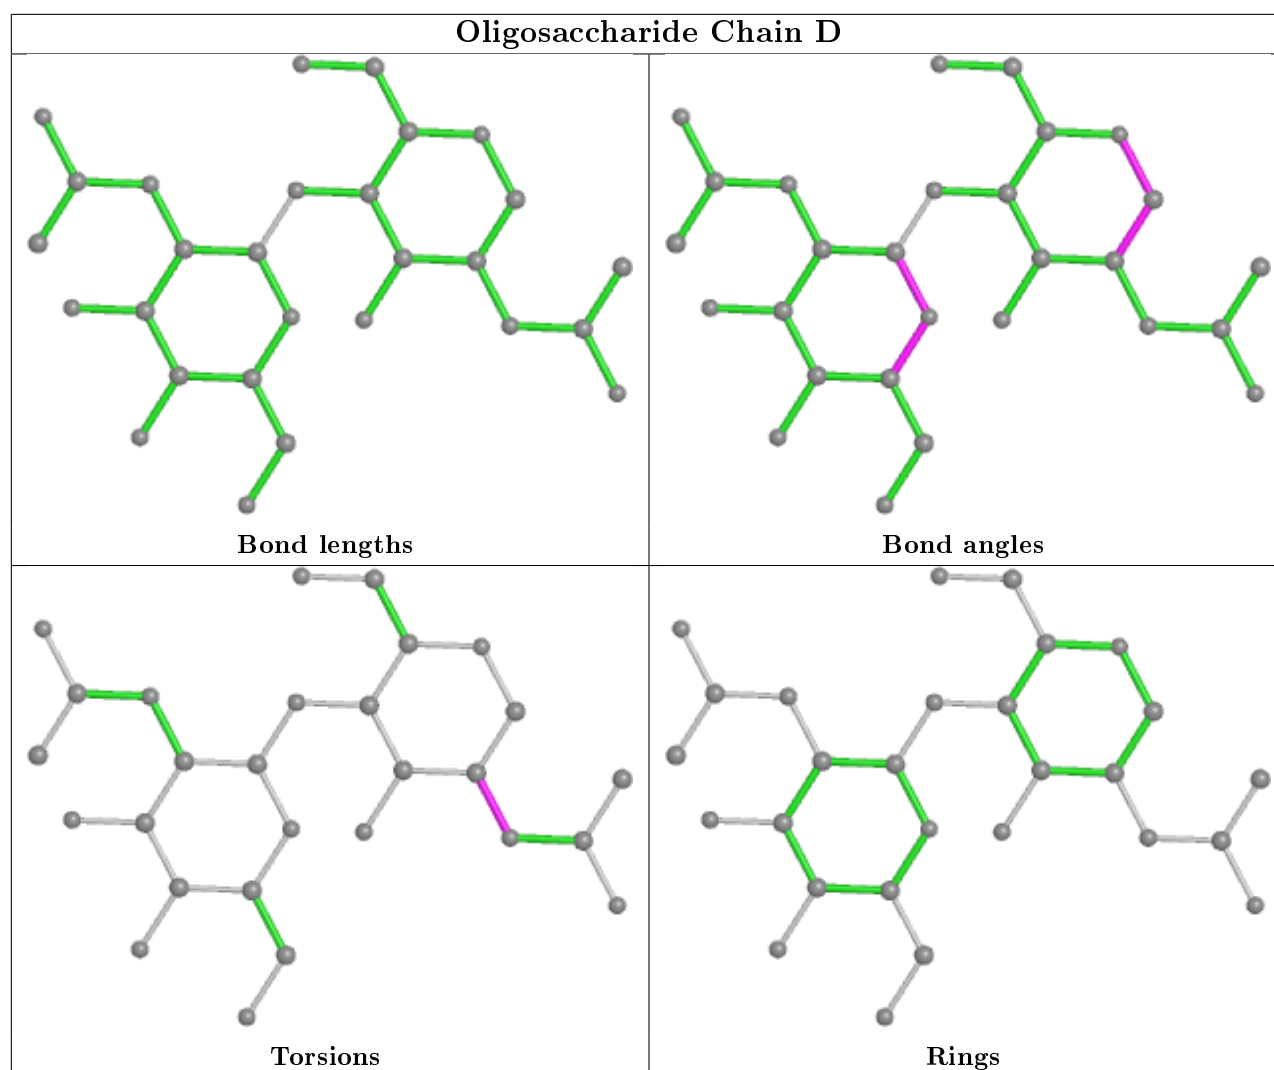 Oligosaccharide Chain D
Bond lengths
Bond angles
Torsions
Rings